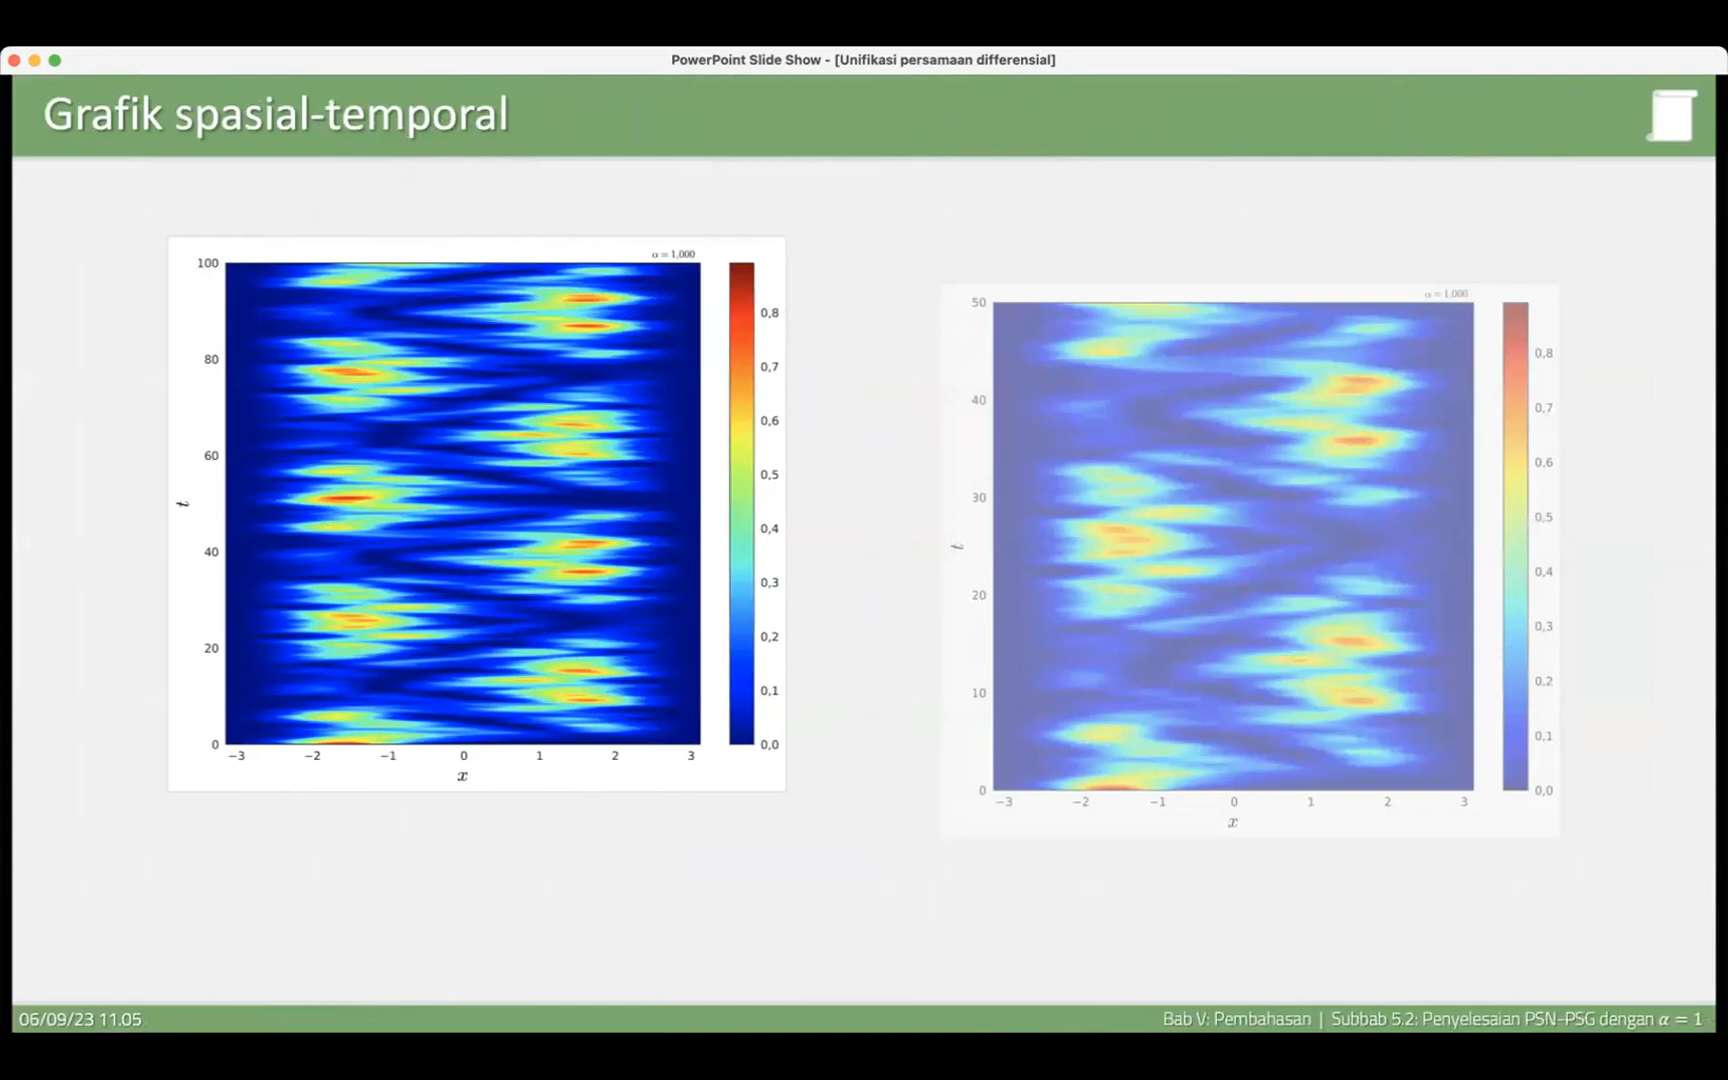 PowerPoint Slide Show - [Unifikasi persamaan differensial]
Grafik spasial-temporal
α = 1,000
100
80
60
40
20
0
t
−3 −2 −1 0 1 2 3
x
0,8
0,7
0,6
0,5
0,4
0,3
0,2
0,1
0,0
α = 1,000
50
40
30
20
10
0
t
−3 −2 −1 0 1 2 3
x
0,8
0,7
0,6
0,5
0,4
0,3
0,2
0,1
0,0
06/09/23 11.05
Bab V: Pembahasan | Subbab 5.2: Penyelesaian PSN-PSG dengan α = 1